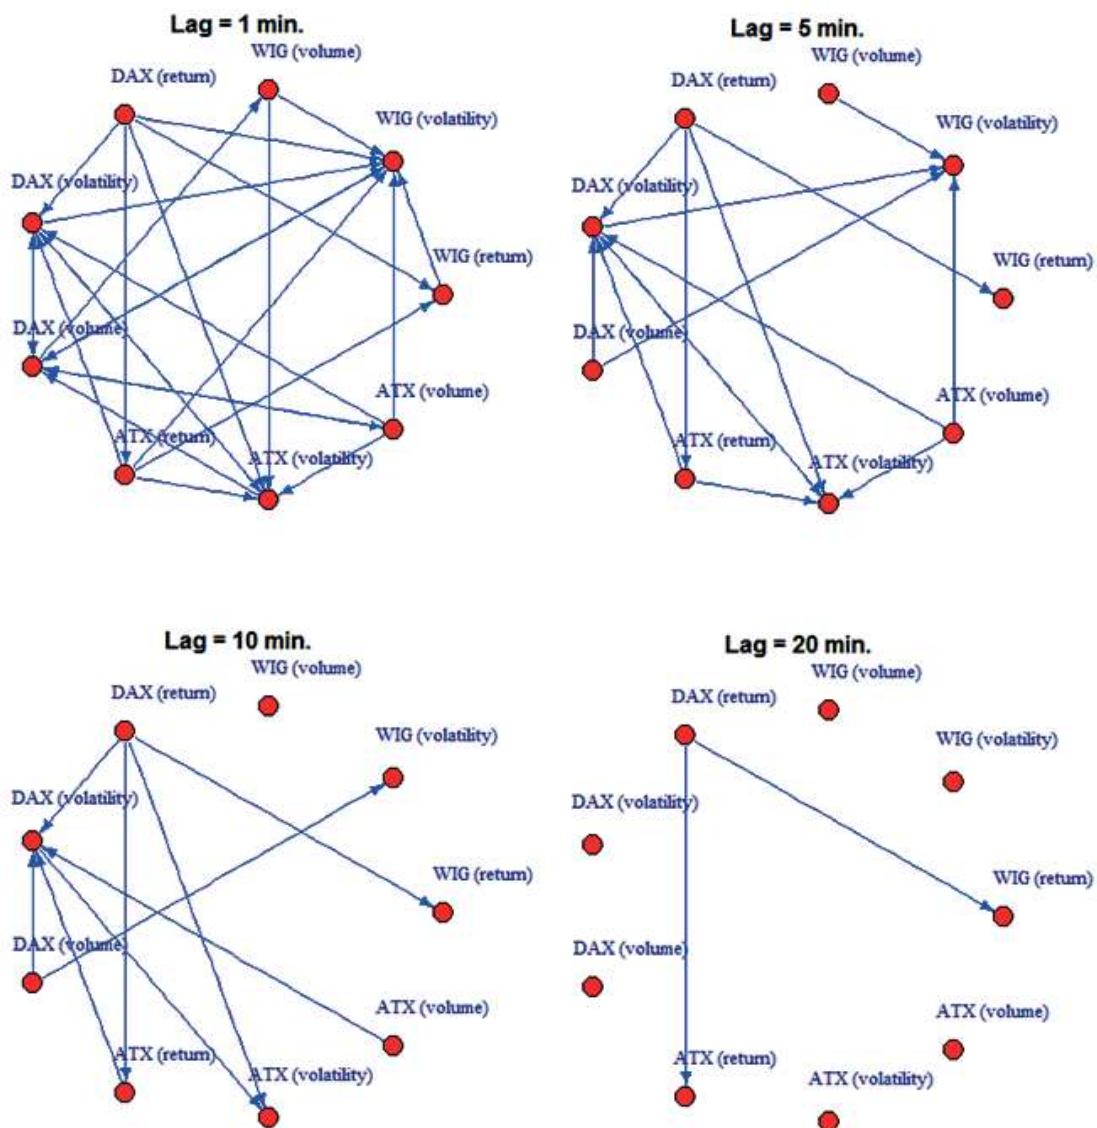 Lag = 1 min.
WIG (volume)
DAX (return)
WIG (volatility)
DAX (volatility)
WIG (return)
DAX (volume)
ATX (volume)
ATX (return)
ATX (volatility)
Lag = 5 min.
WIG (volume)
DAX (return)
WIG (volatility)
DAX (volatility)
WIG (return)
DAX (volume)
ATX (volume)
ATX (return)
ATX (volatility)
Lag = 10 min.
WIG (volume)
DAX (return)
WIG (volatility)
DAX (volatility)
WIG (return)
DAX (volume)
ATX (volume)
ATX (return)
ATX (volatility)
Lag = 20 min.
WIG (volume)
DAX (return)
WIG (volatility)
DAX (volatility)
WIG (return)
DAX (volume)
ATX (volume)
ATX (return)
ATX (volatility)